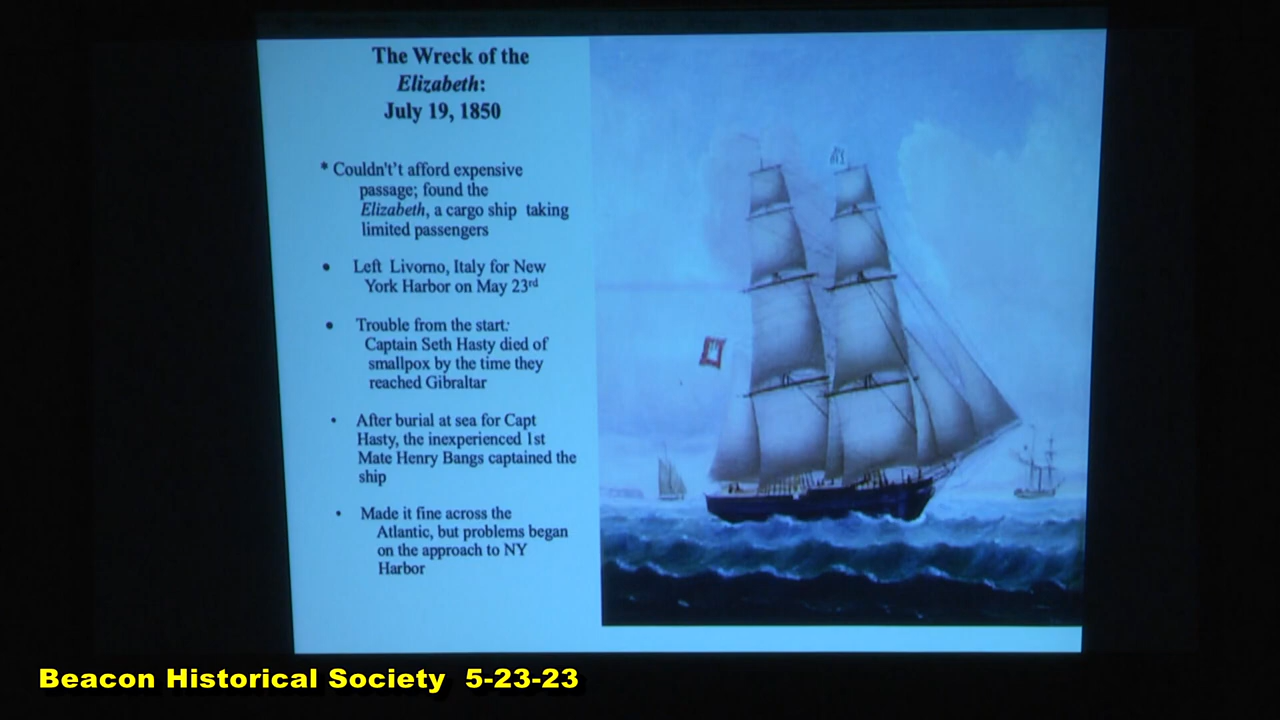 The Wreck of the
Elizabeth:
July 19, 1850
* Couldn't't afford expensive
passage; found the
Elizabeth, a cargo ship taking
limited passengers
• Left Livorno, Italy for New
York Harbor on May 23rd
• Trouble from the start:
Captain Seth Hasty died of
smallpox by the time they
reached Gibraltar
• After burial at sea for Capt
Hasty, the inexperienced 1st
Mate Henry Bangs captained the
ship
• Made it fine across the
Atlantic, but problems began
on the approach to NY
Harbor
Beacon Historical Society 5-23-23